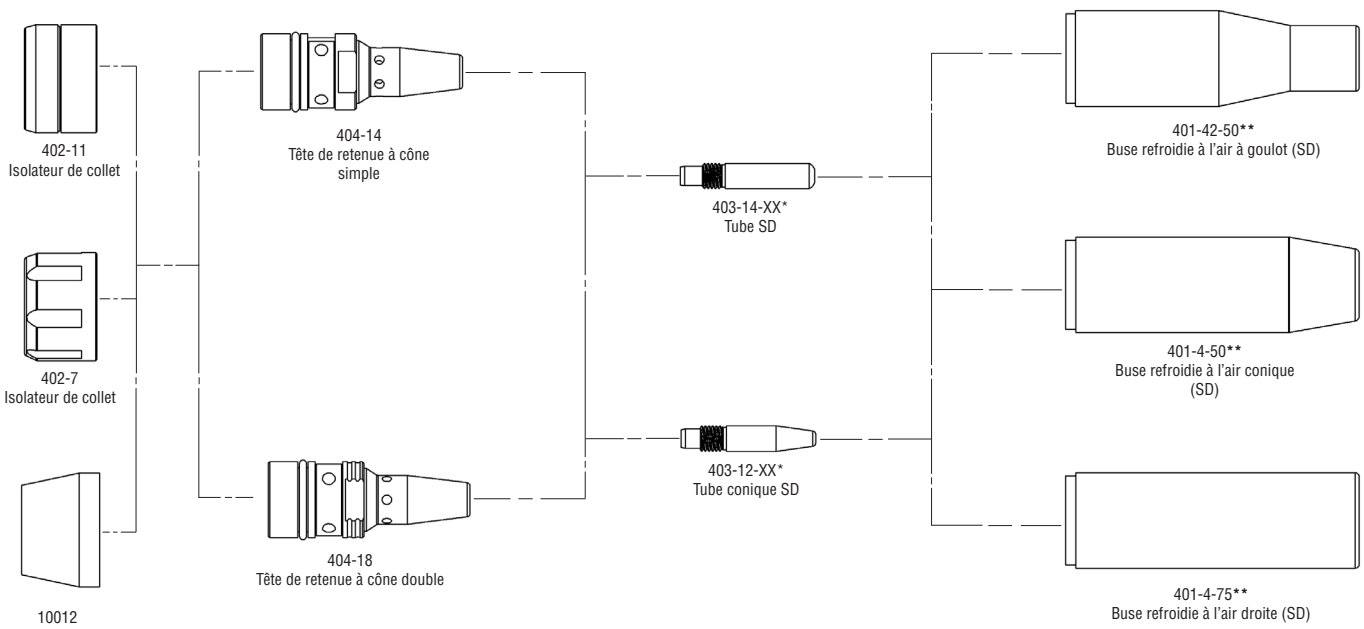 402-11
Isolateur de collet
402-7
Isolateur de collet
10012
404-14
Tête de retenue à cône
simple
404-18
Tête de retenue à cône double
403-14-XX*
Tube SD
403-12-XX*
Tube conique SD
401-42-50**
Buse refroidie à l'air à goulot (SD)
401-4-50**
Buse refroidie à l'air conique
(SD)
401-4-75**
Buse refroidie à l'air droite (SD)